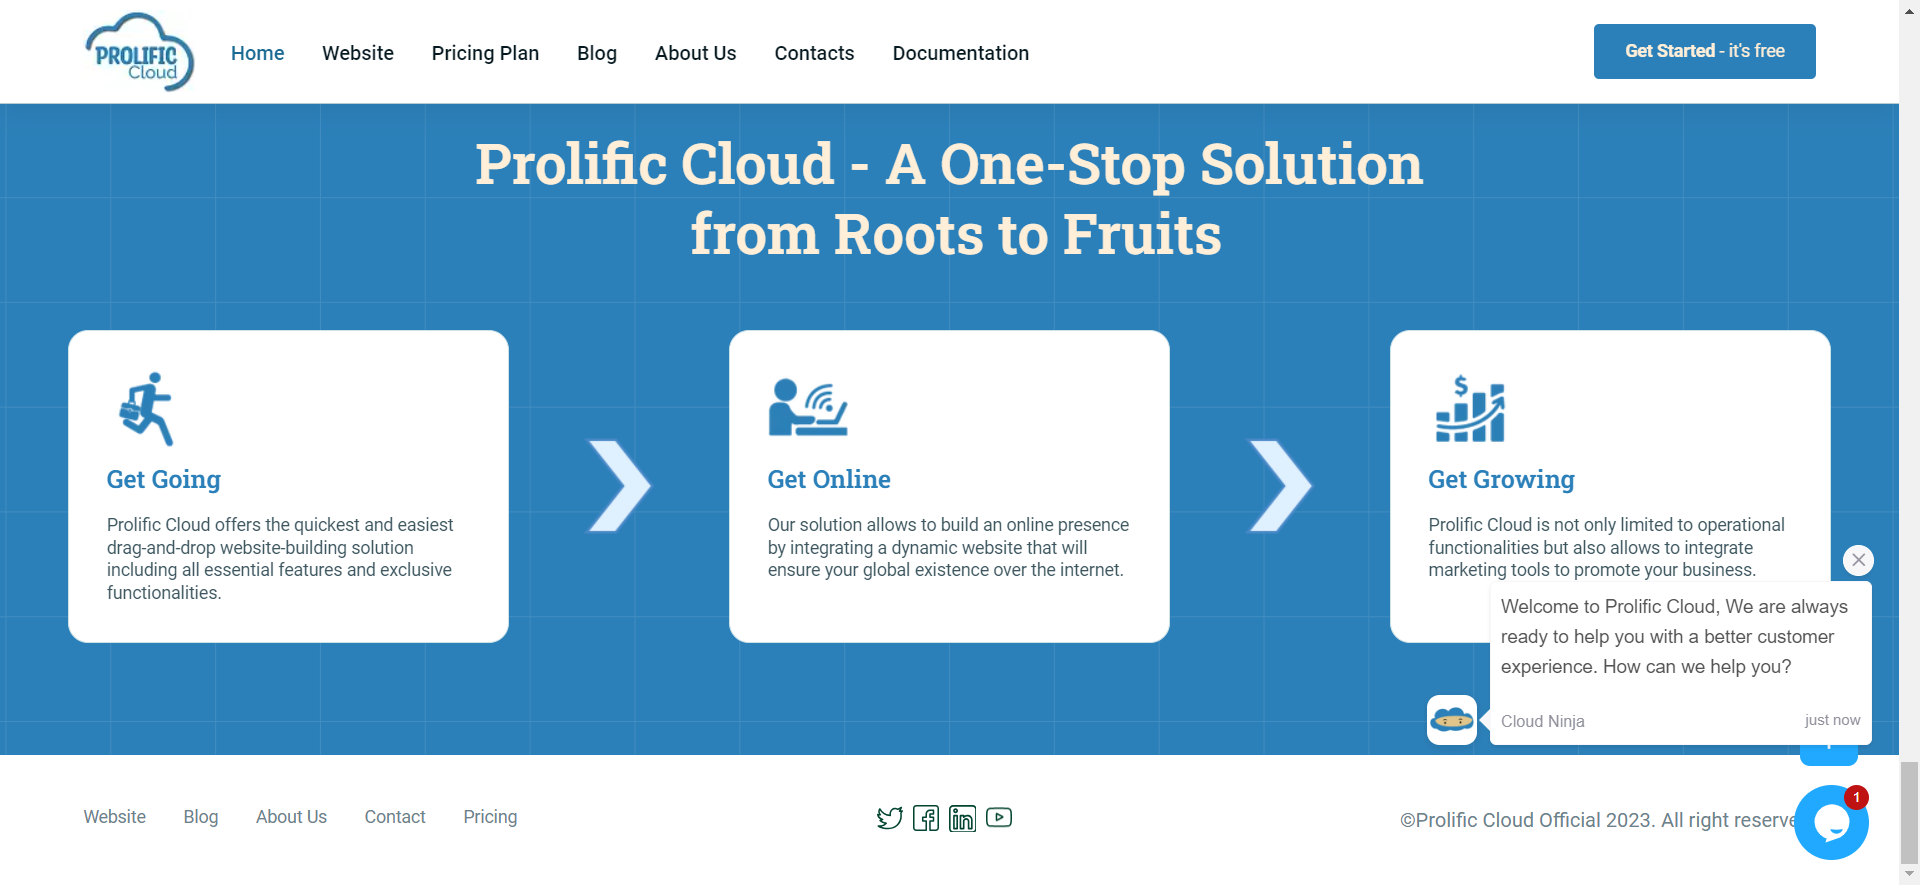 PROLIFIC
Cloud
Home Website Pricing Plan Blog About Us Contacts Documentation
Get Started - it's free
Prolific Cloud - A One-Stop Solution
from Roots to Fruits
Get Going
Prolific Cloud offers the quickest and easiest
drag-and-drop website-building solution
including all essential features and exclusive
functionalities.
Get Online
Our solution allows to build an online presence
by integrating a dynamic website that will
ensure your global existence over the internet.
$
Get Growing
Prolific Cloud is not only limited to operational
functionalities but also allows to integrate
marketing tools to promote your business.
Welcome to Prolific Cloud, We are always
ready to help you with a better customer
experience. How can we help you?
Cloud Ninja just now
1
Website Blog About Us Contact Pricing
©Prolific Cloud Official 2023. All right reserve